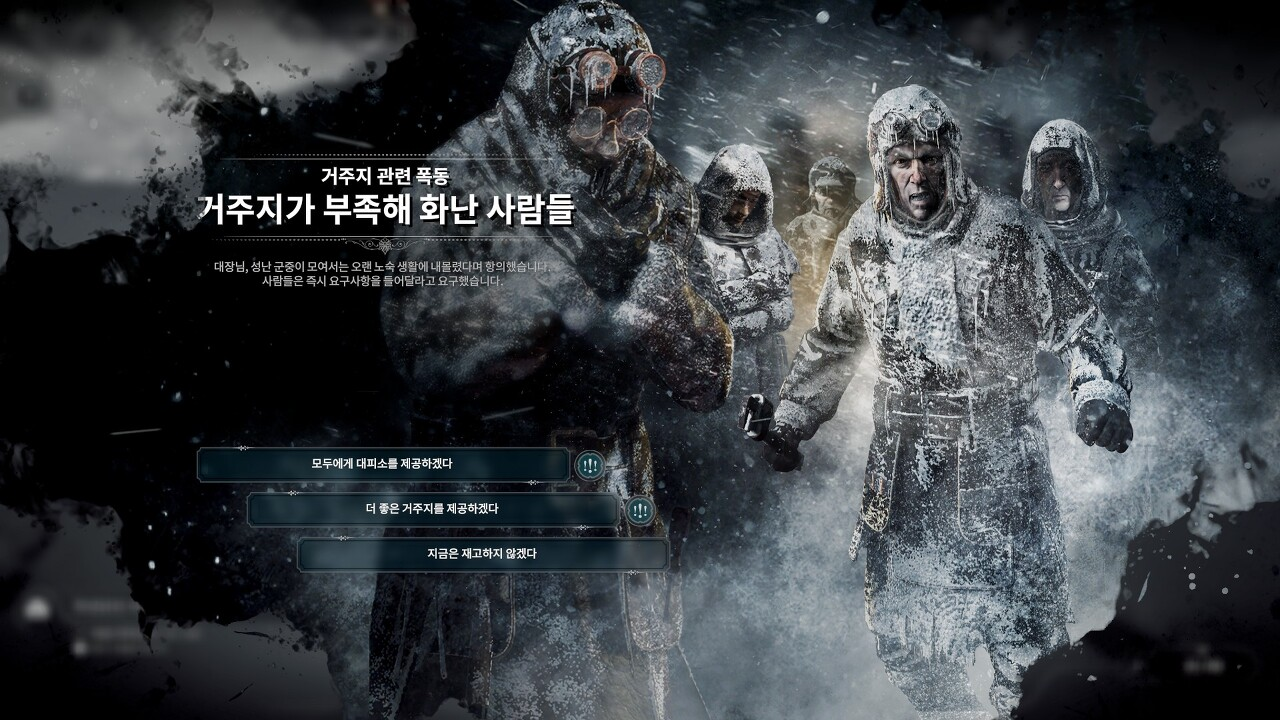 거주지 관련 폭동
거주지가 부족해 화난 사람들
대장님, 성난 군중이 모여서는 오랜 노숙 생활에 내몰렸다며 항의했습니다.
사람들은 즉시 요구사항을 들어달라고 요구했습니다.
모두에게 대피소를 제공하겠다
더 좋은 거주지를 제공하겠다
지금은 재고하지 않겠다